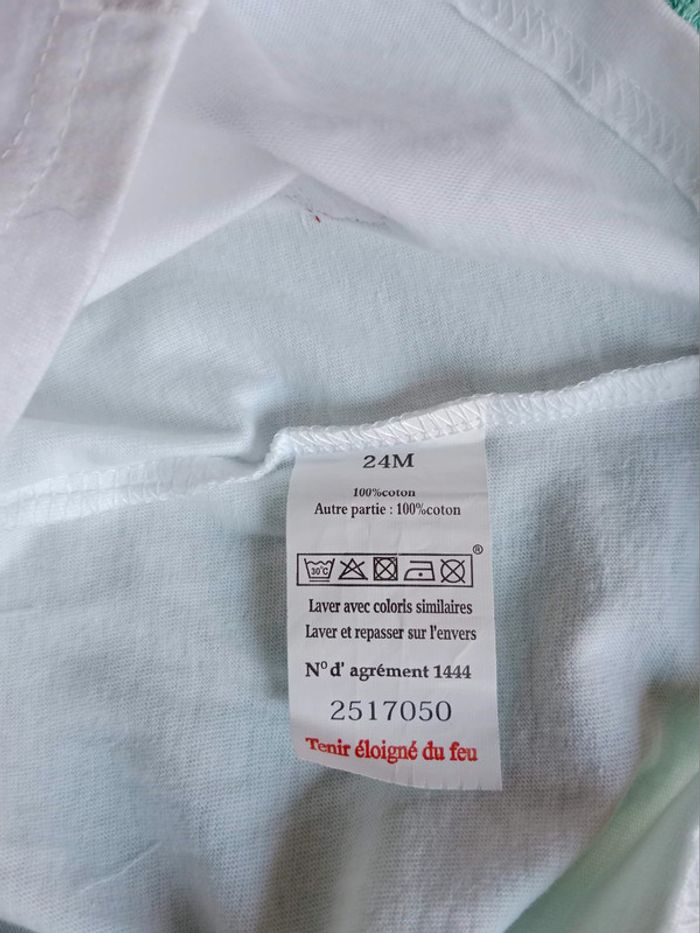 24M
100%coton
Autre partie : 100%coton
®
30°C
Laver avec coloris similaires
Laver et repasser sur l'envers
N° d' agrément 1444
2517050
Tenir éloigné du feu